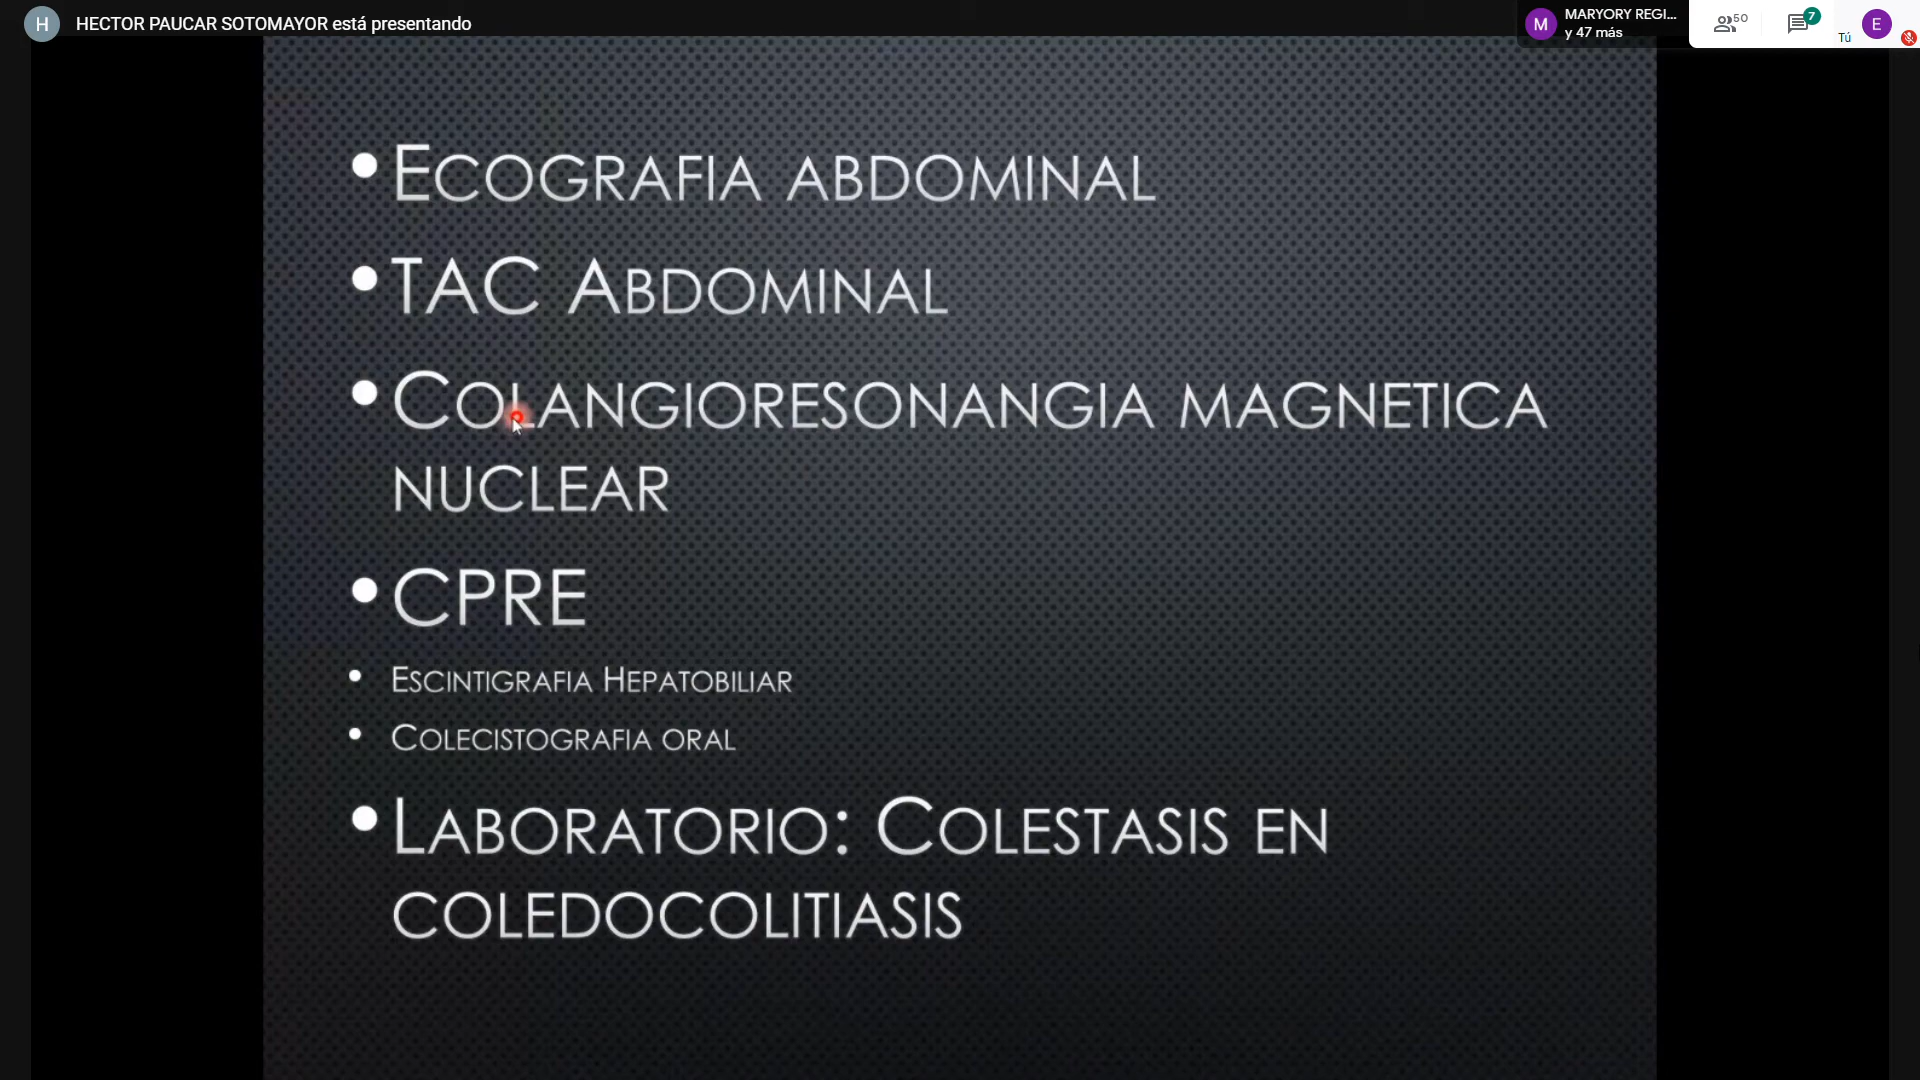 H HECTOR PAUCAR SOTOMAYOR está presentando
M MARYORY REGI...
y 47 más
50
7
Tú
E
• ECOGRAFIA ABDOMINAL
• TAC ABDOMINAL
• COLANGIORESONANGIA MAGNETICA
NUCLEAR
• CPRE
• ESCINTIGRAFIA HEPATOBILIAR
• COLECISTOGRAFIA ORAL
• LABORATORIO: COLESTASIS EN
COLEDOCOLITIASIS